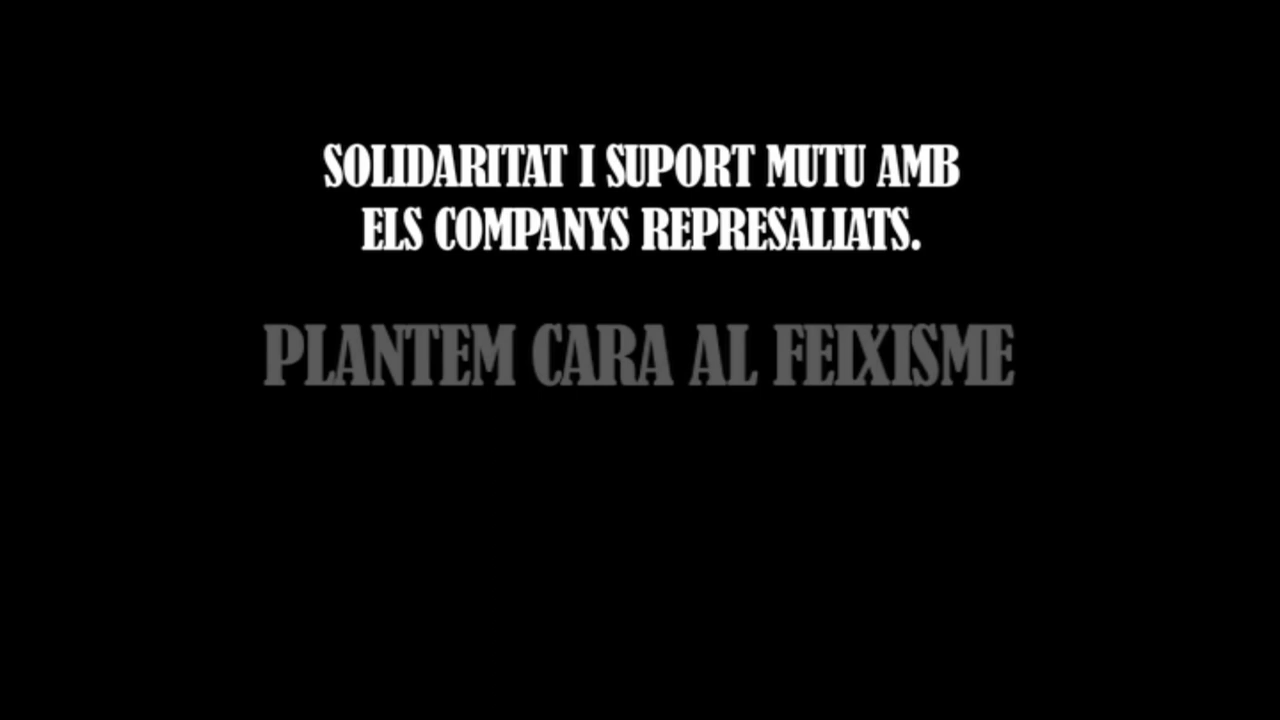 SOLIDARITAT I SUPORT MUTU AMB
ELS COMPANYS REPRESALIATS.
PLANTEM CARA AL FEIXISME